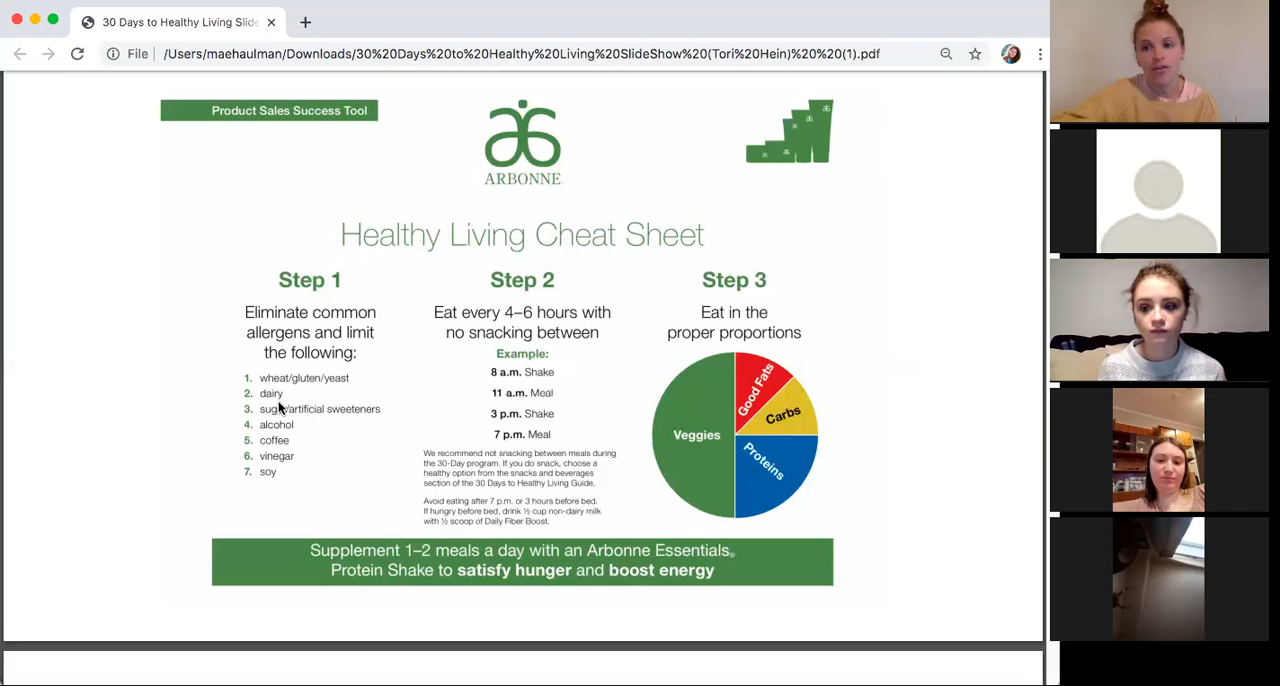 30 Days to Healthy Living Slide
File
/Users/maehaulman/Downloads/30%20Days%20to%20Healthy%20Living%20SlideShow%20(Tori%20Hein)%20%20(1).pdf
Product Sales Success Tool
ARBONNE
Healthy Living Cheat Sheet
Step 1
Eliminate common
allergens and limit
the following:
1. wheat/gluten/yeast
2. dairy
3. sugar/artificial sweeteners
4. alcohol
5. coffee
6. vinegar
7. soy
Step 2
Eat every 4–6 hours with
no snacking between
Example:
8 a.m. Shake
11 a.m. Meal
3 p.m. Shake
7 p.m. Meal
We recommend not snacking between meals during
the 30-Day program. If you do snack, choose a
healthy option from the snacks and beverages
section of the 30 Days to Healthy Living Guide.
Avoid eating after 7 p.m. or 3 hours before bed.
If hungry before bed, drink ½ cup non-dairy milk
with ½ scoop of Daily Fiber Boost.
Step 3
Eat in the
proper proportions
Good Fats
Carbs
Veggies
Proteins
Supplement 1–2 meals a day with an Arbonne Essentials®
Protein Shake to satisfy hunger and boost energy